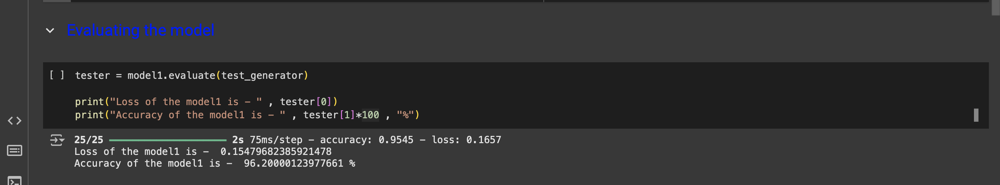 Evaluating the model
[ ] tester = model1.evaluate(test_generator)
print("Loss of the model1 is - " , tester[0])
print("Accuracy of the model1 is - " , tester[1]*100 , "%")
25/25 ━━━━━━━━━━━━━━━━━━━━ 2s 75ms/step - accuracy: 0.9545 - loss: 0.1657
Loss of the model1 is -  0.15479682385921478
Accuracy of the model1 is -  96.20000123977661 %